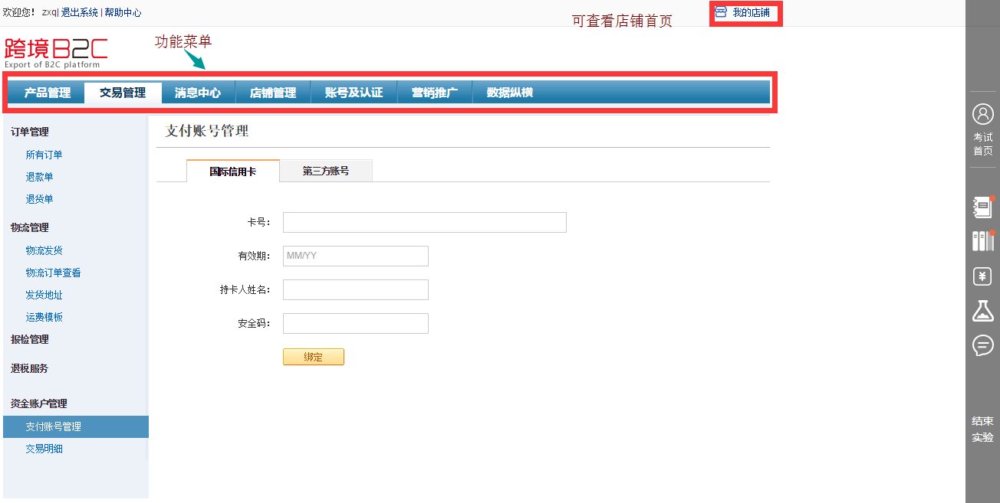 欢迎您！ zxq| 退出系统 | 帮助中心
可查看店铺首页
我的店铺
功能菜单
跨境B2C
Export of B2C platform
产品管理 交易管理 消息中心 店铺管理 账号及认证 营销推广 数据纵横
订单管理
所有订单
退款单
退货单
物流管理
物流发货
物流订单查看
发货地址
运费模板
报检管理
退税服务
资金账户管理
支付账号管理
交易明细
支付账号管理
国际信用卡 第三方账号
卡号：
有效期： MM/YY
持卡人姓名：
安全码：
绑定
考试
首页
¥
结束
实验